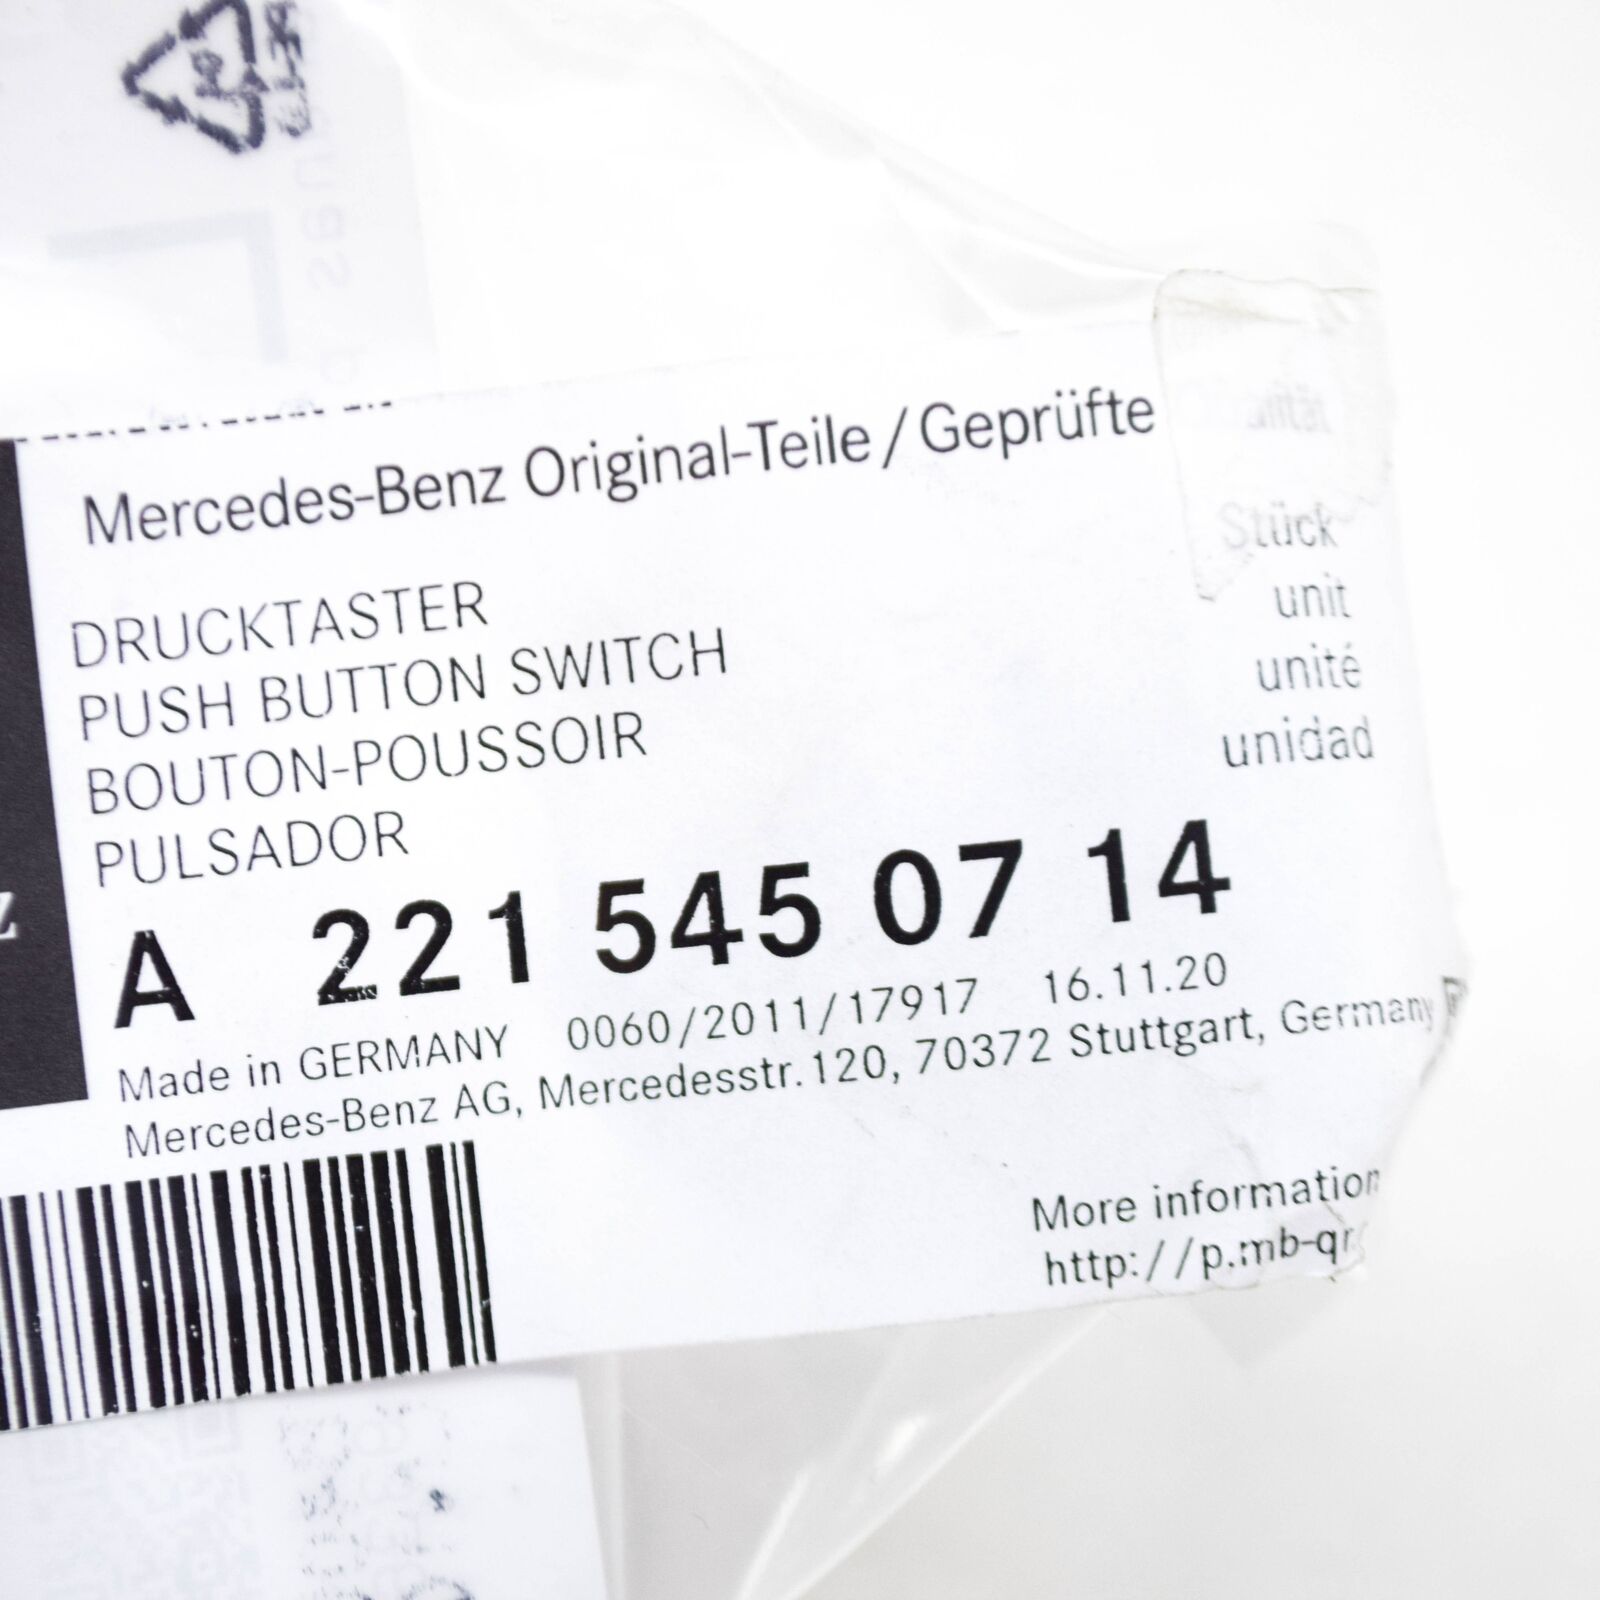 Mercedes-Benz Original-Teile / Geprüfte Qualität
DRUCKTASTER
PUSH BUTTON SWITCH
BOUTON-POUSSOIR
PULSADOR
Stück
unit
unité
unidad
A 221 545 07 14
Made in GERMANY 0060/2011/17917 16.11.20
Mercedes-Benz AG, Mercedesstr.120, 70372 Stuttgart, Germany
More information
http://p.mb-qr